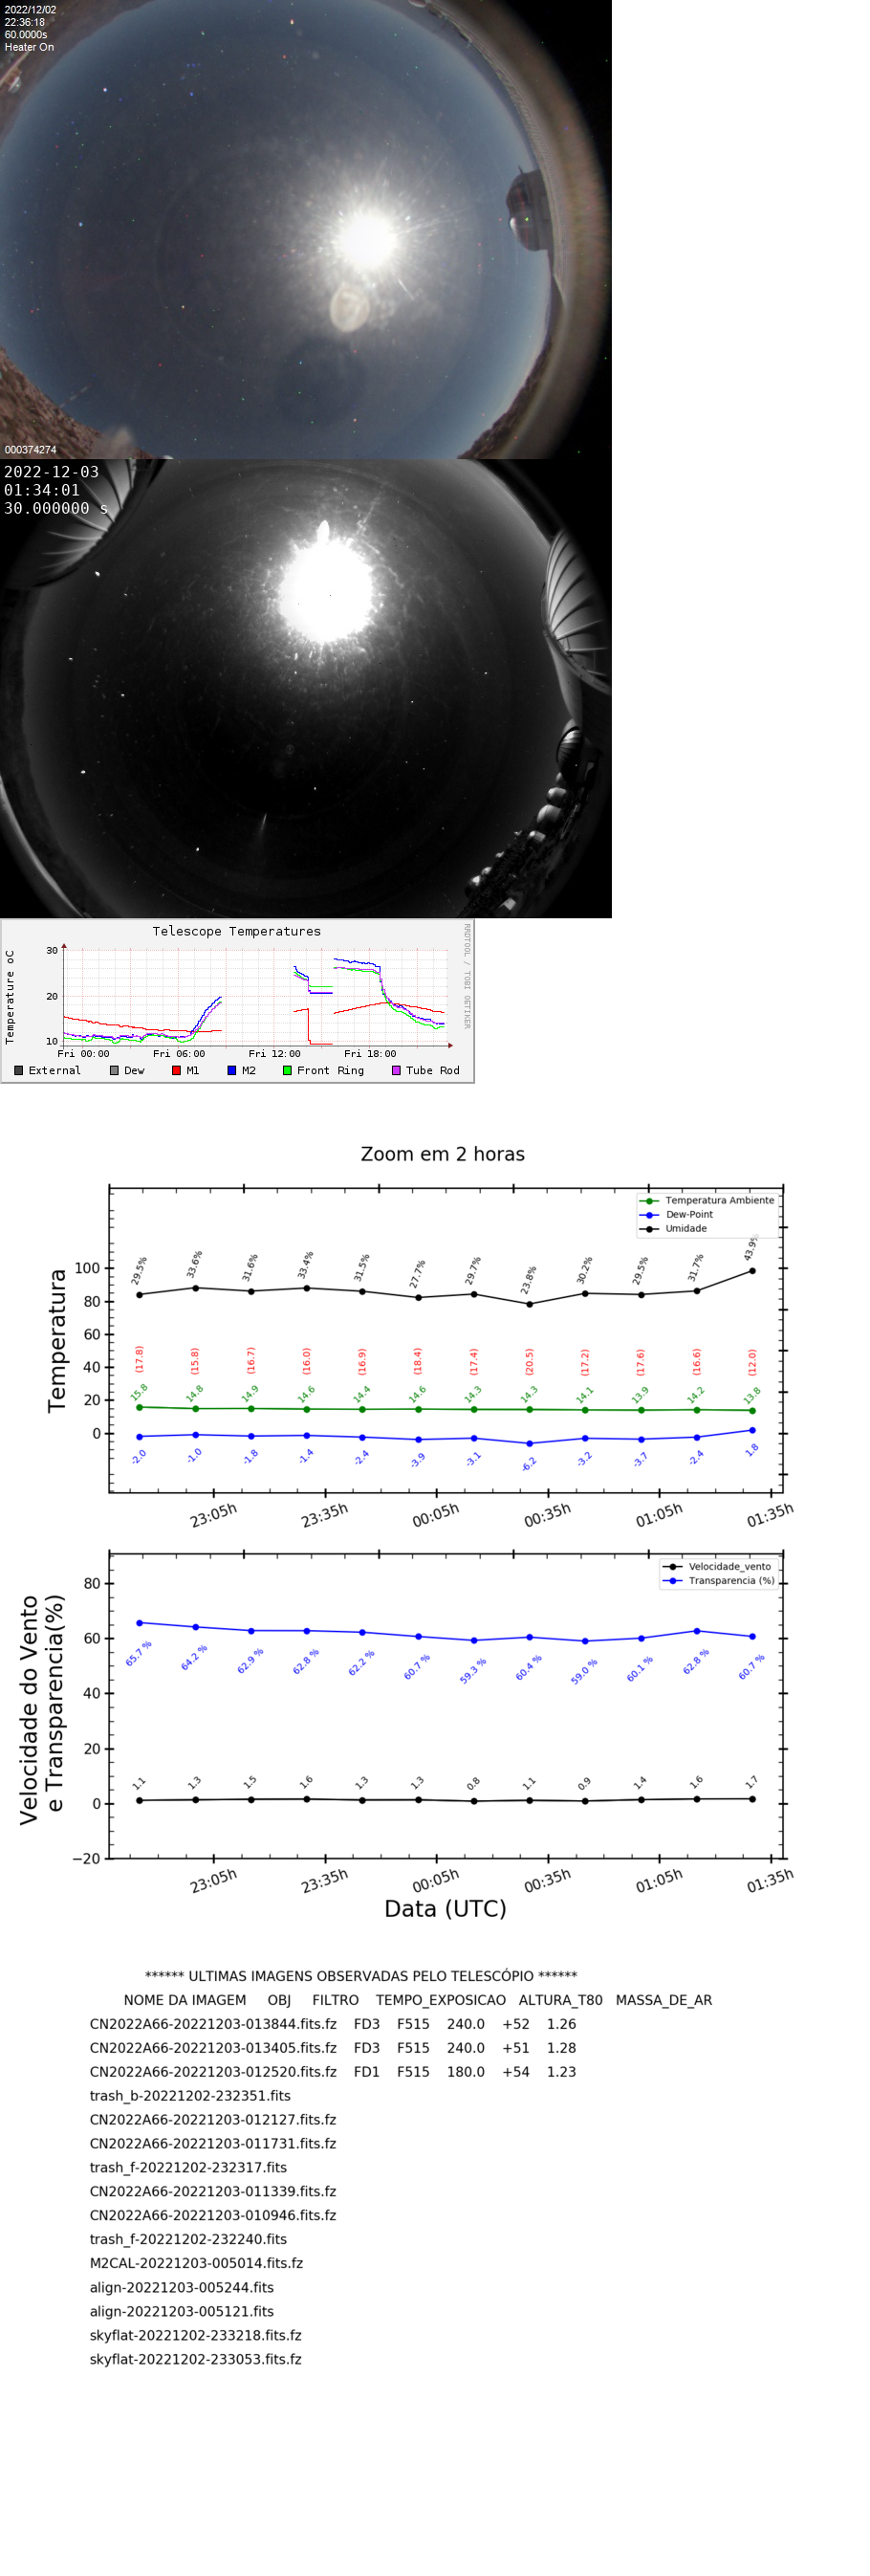 2022/12/02
22:36:18
60.0000s
Heater On
000374274
2022-12-03
01:34:01
30.000000 s
Telescope Temperatures
RRDTOOL / TOBI OETIKER
Temperature oC
30
20
10
Fri 00:00 Fri 06:00 Fri 12:00 Fri 18:00
External Dew M1 M2 Front Ring Tube Rod
Zoom em 2 horas
Temperatura Ambiente
Dew-Point
Umidade
Temperatura
100
80
60
40
20
0
29.5% 33.6% 31.6% 33.4% 31.5% 27.7% 29.7% 23.8% 30.2% 29.5% 31.7% 43.9%
(17.8) (15.8) (16.7) (16.0) (16.9) (18.4) (17.4) (20.5) (17.2) (17.6) (16.6) (12.0)
15.8 14.8 14.9 14.6 14.4 14.6 14.3 14.3 14.1 13.9 14.2 13.8
-2.0 -1.0 -1.8 -1.4 -2.4 -3.9 -3.1 -6.2 -3.2 -3.7 -2.4 1.8
23:05h 23:35h 00:05h 00:35h 01:05h 01:35h
Velocidade_vento
Transparencia (%)
Velocidade do Vento
e Transparencia(%)
80
60
40
20
0
−20
65.7 % 64.2 % 62.9 % 62.8 % 62.2 % 60.7 % 59.3 % 60.4 % 59.0 % 60.1 % 62.8 % 60.7 %
1.1 1.3 1.5 1.6 1.3 1.3 0.8 1.1 0.9 1.4 1.6 1.7
23:05h 23:35h 00:05h 00:35h 01:05h 01:35h
Data (UTC)
****** ULTIMAS IMAGENS OBSERVADAS PELO TELESCÓPIO ******
NOME DA IMAGEM OBJ FILTRO TEMPO_EXPOSICAO ALTURA_T80 MASSA_DE_AR
CN2022A66-20221203-013844.fits.fz FD3 F515 240.0 +52 1.26
CN2022A66-20221203-013405.fits.fz FD3 F515 240.0 +51 1.28
CN2022A66-20221203-012520.fits.fz FD1 F515 180.0 +54 1.23
trash_b-20221202-232351.fits
CN2022A66-20221203-012127.fits.fz
CN2022A66-20221203-011731.fits.fz
trash_f-20221202-232317.fits
CN2022A66-20221203-011339.fits.fz
CN2022A66-20221203-010946.fits.fz
trash_f-20221202-232240.fits
M2CAL-20221203-005014.fits.fz
align-20221203-005244.fits
align-20221203-005121.fits
skyflat-20221202-233218.fits.fz
skyflat-20221202-233053.fits.fz